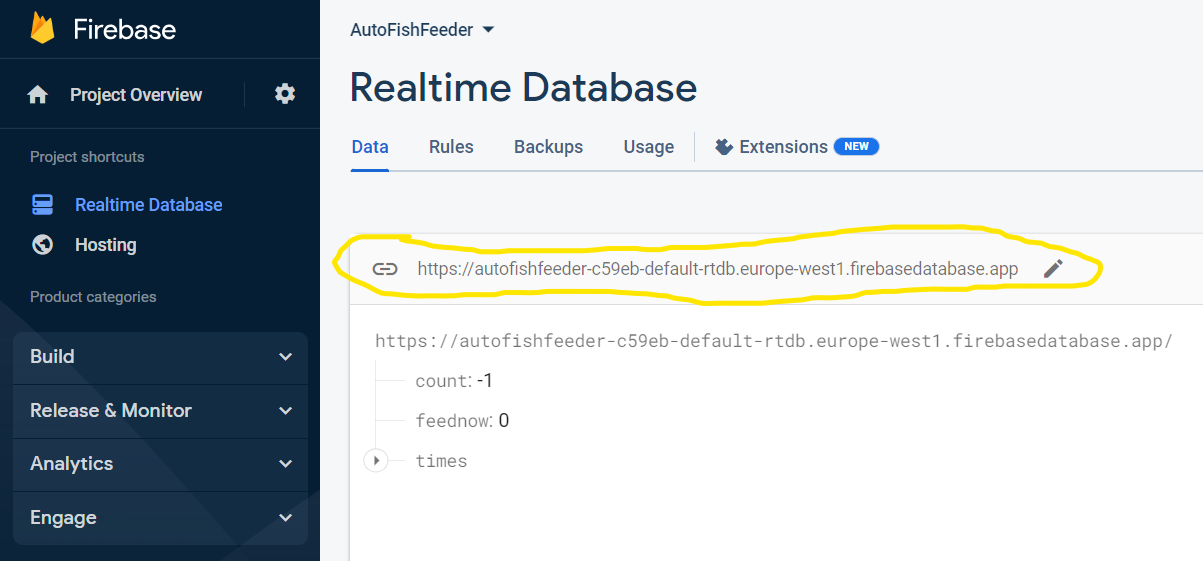 Firebase
Project Overview
Project shortcuts
Realtime Database
Hosting
Product categories
Build
Release & Monitor
Analytics
Engage
AutoFishFeeder
Realtime Database
Data Rules Backups Usage Extensions NEW
https://autofishfeeder-c59eb-default-rtdb.europe-west1.firebasedatabase.app
https://autofishfeeder-c59eb-default-rtdb.europe-west1.firebasedatabase.app/
count: -1
feednow: 0
times